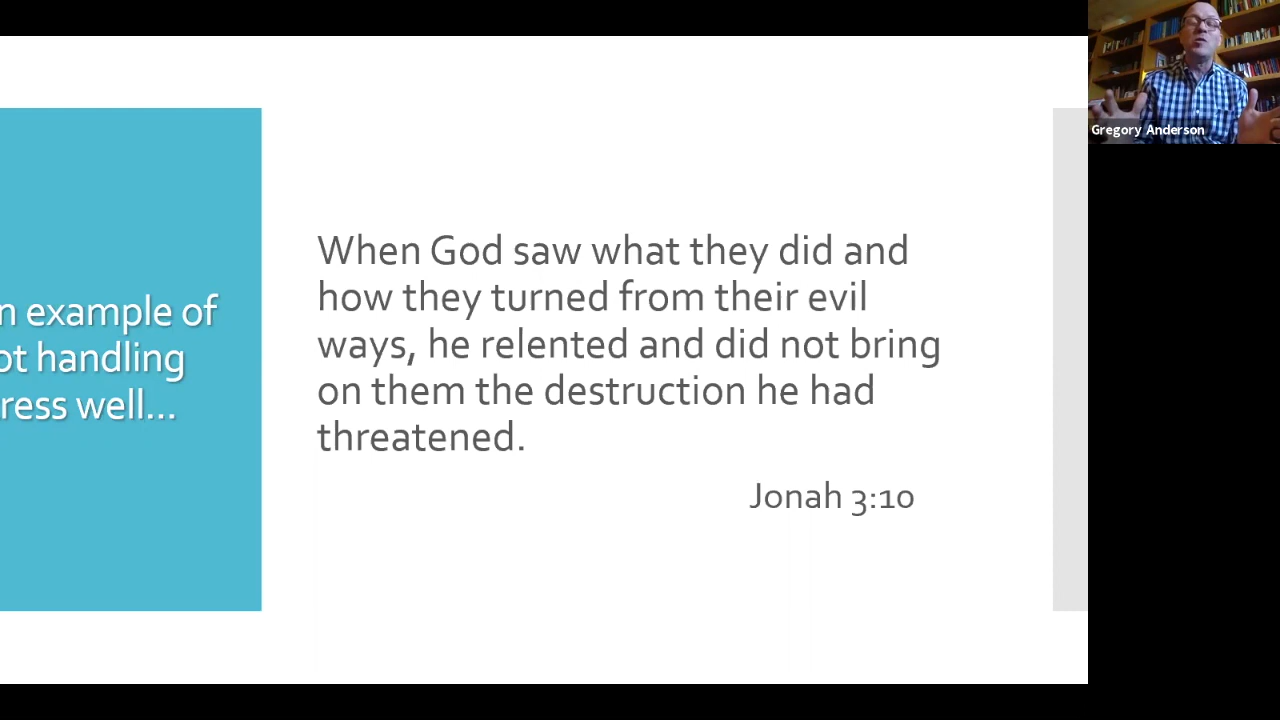 n example of
ot handling
ress well...
When God saw what they did and
how they turned from their evil
ways, he relented and did not bring
on them the destruction he had
threatened.
Jonah 3:10
Gregory Anderson